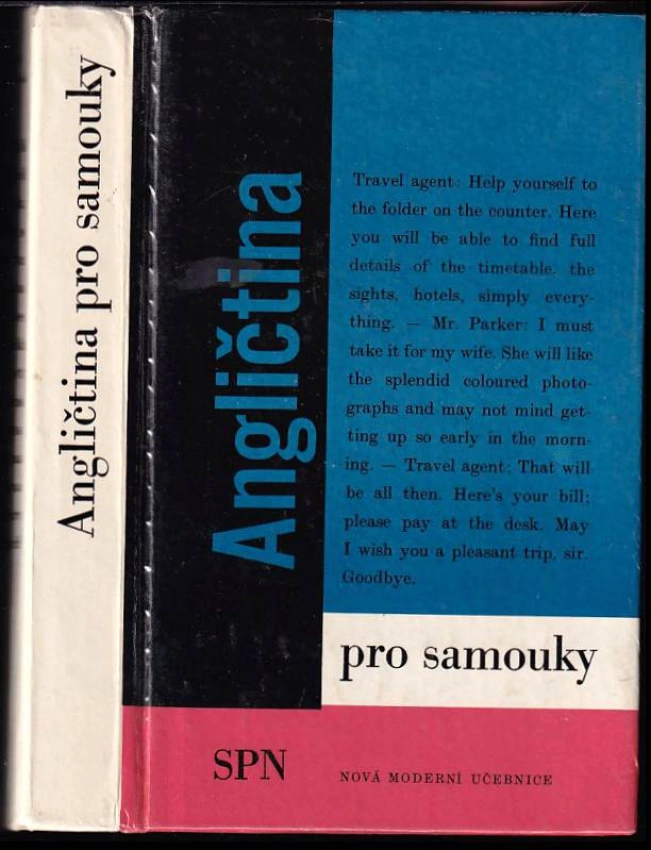 Angličtina pro samouky
Angličtina
Travel agent: Help yourself to
the folder on the counter. Here
you will be able to find full
details of the timetable, the
sights, hotels, simply every-
thing. — Mr. Parker: I must
take it for my wife. She will like
the splendid coloured photo-
graphs and may not mind get-
ting up so early in the morn-
ing. — Travel agent: That will
be all then. Here's your bill;
please pay at the desk. May
I wish you a pleasant trip, sir.
Goodbye.
pro samouky
SPN
NOVÁ MODERNÍ UČEBNICE